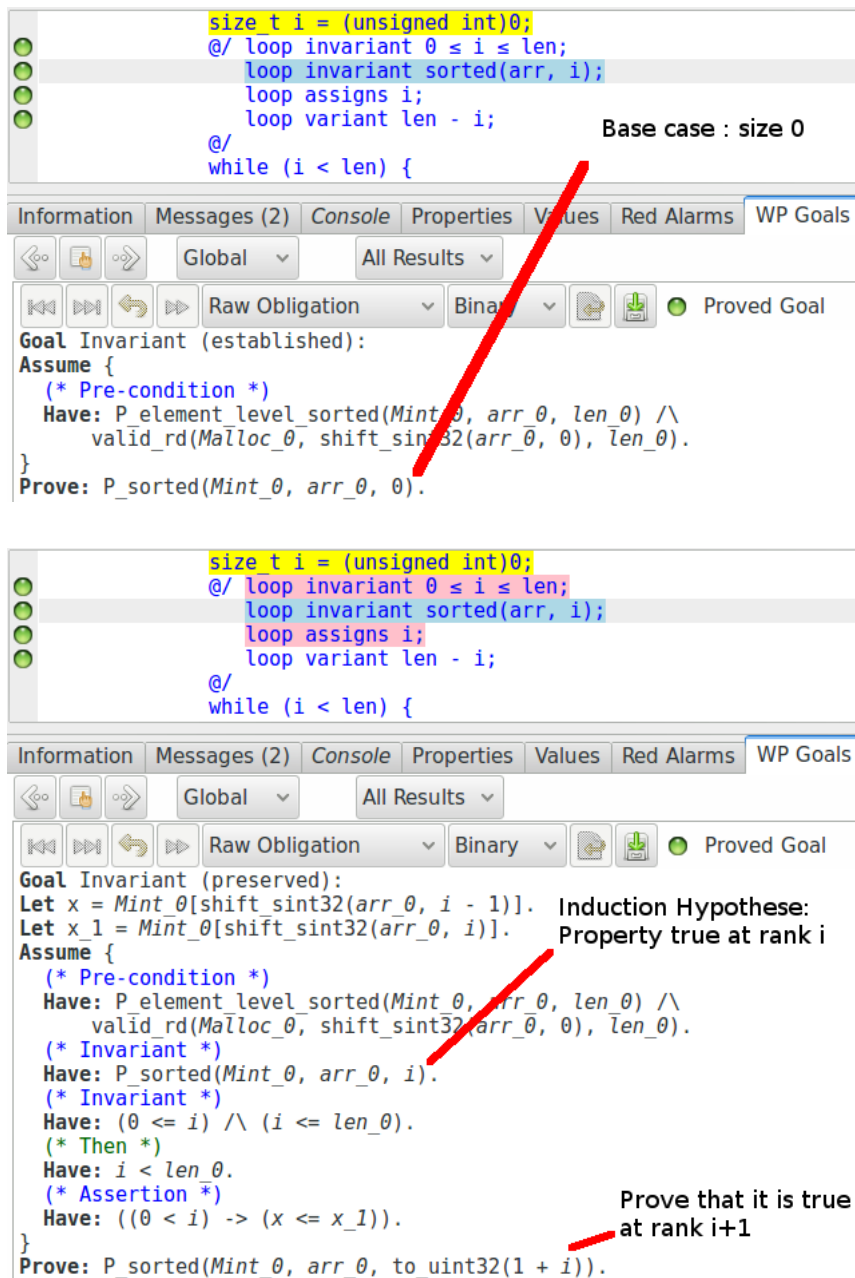 size_t i = (unsigned int)0;
@/ loop invariant 0 ≤ i ≤ len;
loop invariant sorted(arr, i);
loop assigns i;
loop variant len - i;
Base case : size 0
@/
while (i < len) {
Information Messages (2) Console Properties Values Red Alarms WP Goals
Global All Results
Raw Obligation Binary Proved Goal
Goal Invariant (established):
Assume {
(* Pre-condition *)
Have: P_element_level_sorted(Mint_0, arr_0, len_0) /\
valid_rd(Malloc_0, shift_sint32(arr_0, 0), len_0).
}
Prove: P_sorted(Mint_0, arr_0, 0).
size_t i = (unsigned int)0;
@/ loop invariant 0 ≤ i ≤ len;
loop invariant sorted(arr, i);
loop assigns i;
loop variant len - i;
@/
while (i < len) {
Information Messages (2) Console Properties Values Red Alarms WP Goals
Global All Results
Raw Obligation Binary Proved Goal
Goal Invariant (preserved):
Let x = Mint_0[shift_sint32(arr_0, i - 1)].
Let x_1 = Mint_0[shift_sint32(arr_0, i)].
Induction Hypothese:
Property true at rank i
Assume {
(* Pre-condition *)
Have: P_element_level_sorted(Mint_0, arr_0, len_0) /\
valid_rd(Malloc_0, shift_sint32(arr_0, 0), len_0).
(* Invariant *)
Have: P_sorted(Mint_0, arr_0, i).
(* Invariant *)
Have: (0 <= i) /\ (i <= len_0).
(* Then *)
Have: i < len_0.
(* Assertion *)
Have: ((0 < i) -> (x <= x_1)).
Prove that it is true
at rank i+1
}
Prove: P_sorted(Mint_0, arr_0, to_uint32(1 + i)).